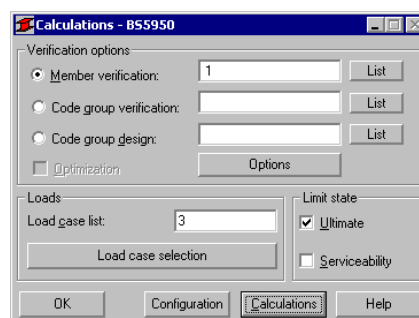 Calculations - BS5950
Verification options
Member verification: 1 List
Code group verification: List
Code group design: List
Optimization Options
Loads
Load case list: 3
Load case selection
Limit state
Ultimate
Serviceability
OK Configuration Calculations Help